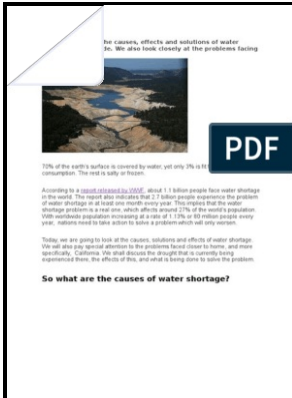 he causes, effects and solutions of water
de. We also look closely at the problems facing
PDF
70% of the earth's surface is covered by water, yet only 3% is fit
consumption. The rest is salty or frozen.
According to a report released by WWF, about 1.1 billion people face water shortage
in the world. The report also indicates that 2.7 billion people experience the problem
of water shortage in at least one month every year. This implies that the water
shortage problem is a real one, which affects around 27% of the world's population.
With worldwide population increasing at a rate of 1.13% or 80 million people every
year, nations need to take action to solve a problem which will only worsen.
Today, we are going to look at the causes, solutions and effects of water shortage.
We will also pay special attention to the problems faced closer to home, and more
specifically, California. We shall discuss the drought that is currently being
experienced there, the effects of this, and what is being done to solve the problem.
So what are the causes of water shortage?